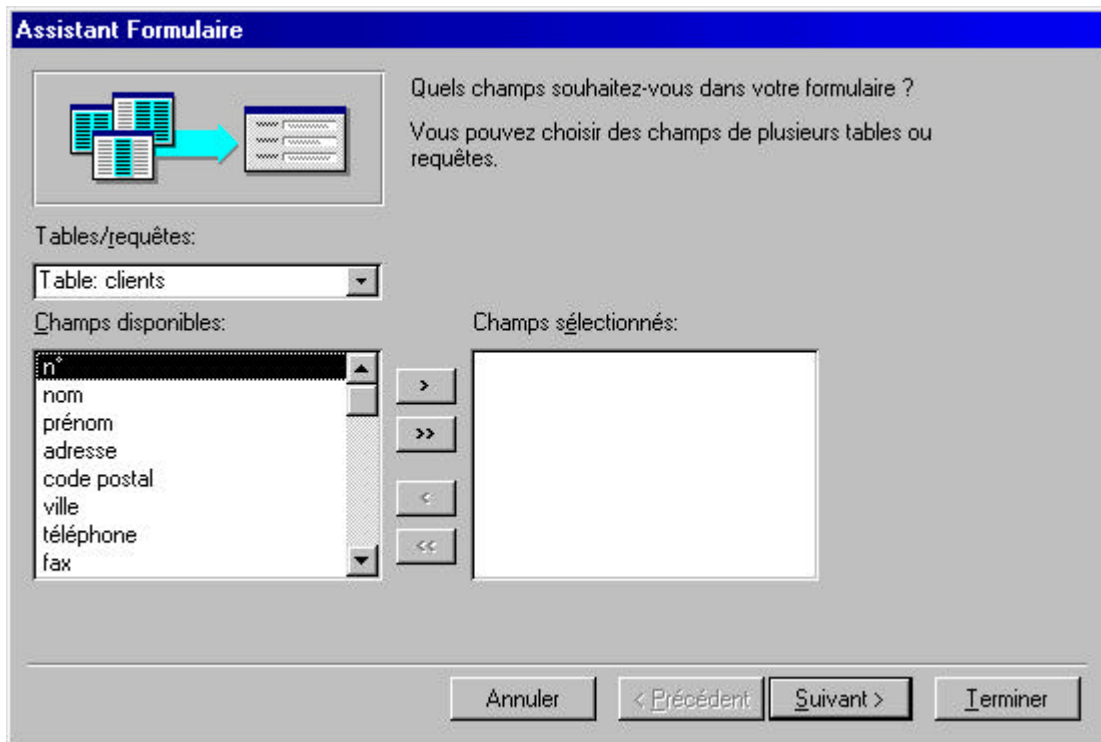 Assistant Formulaire
Quels champs souhaitez-vous dans votre formulaire ?
Vous pouvez choisir des champs de plusieurs tables ou
requêtes.
Tables/requêtes:
Table: clients
Champs disponibles:
Champs sélectionnés:
n°
nom
prénom
adresse
code postal
ville
téléphone
fax
>
>>
<
<<
Annuler
< Précédent
Suivant >
Terminer